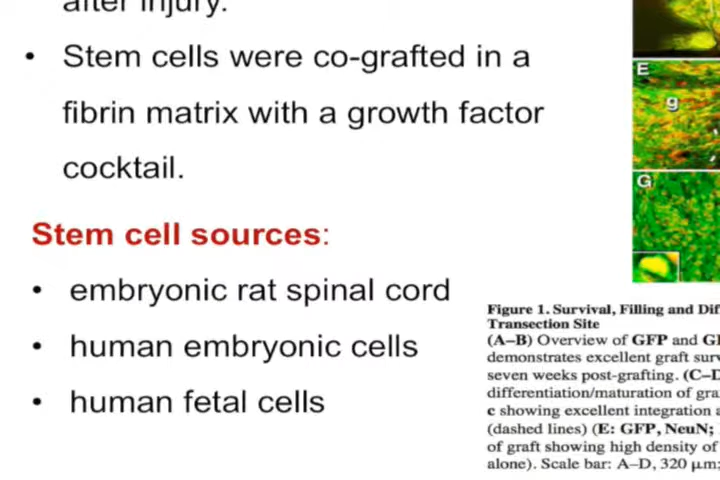 after injury.
• Stem cells were co-grafted in a
fibrin matrix with a growth factor
cocktail.
Stem cell sources:
• embryonic rat spinal cord
• human embryonic cells
• human fetal cells
E
g
G
Figure 1. Survival, Filling and Dif
Transection Site
(A–B) Overview of GFP and
demonstrates excellent graft
seven weeks post-grafting. (C–D
differentiation/maturation of
c showing excellent integration
(dashed lines) (E: GFP, NeuN;
of graft showing high density of
alone). Scale bar: A–D, 320 µm;